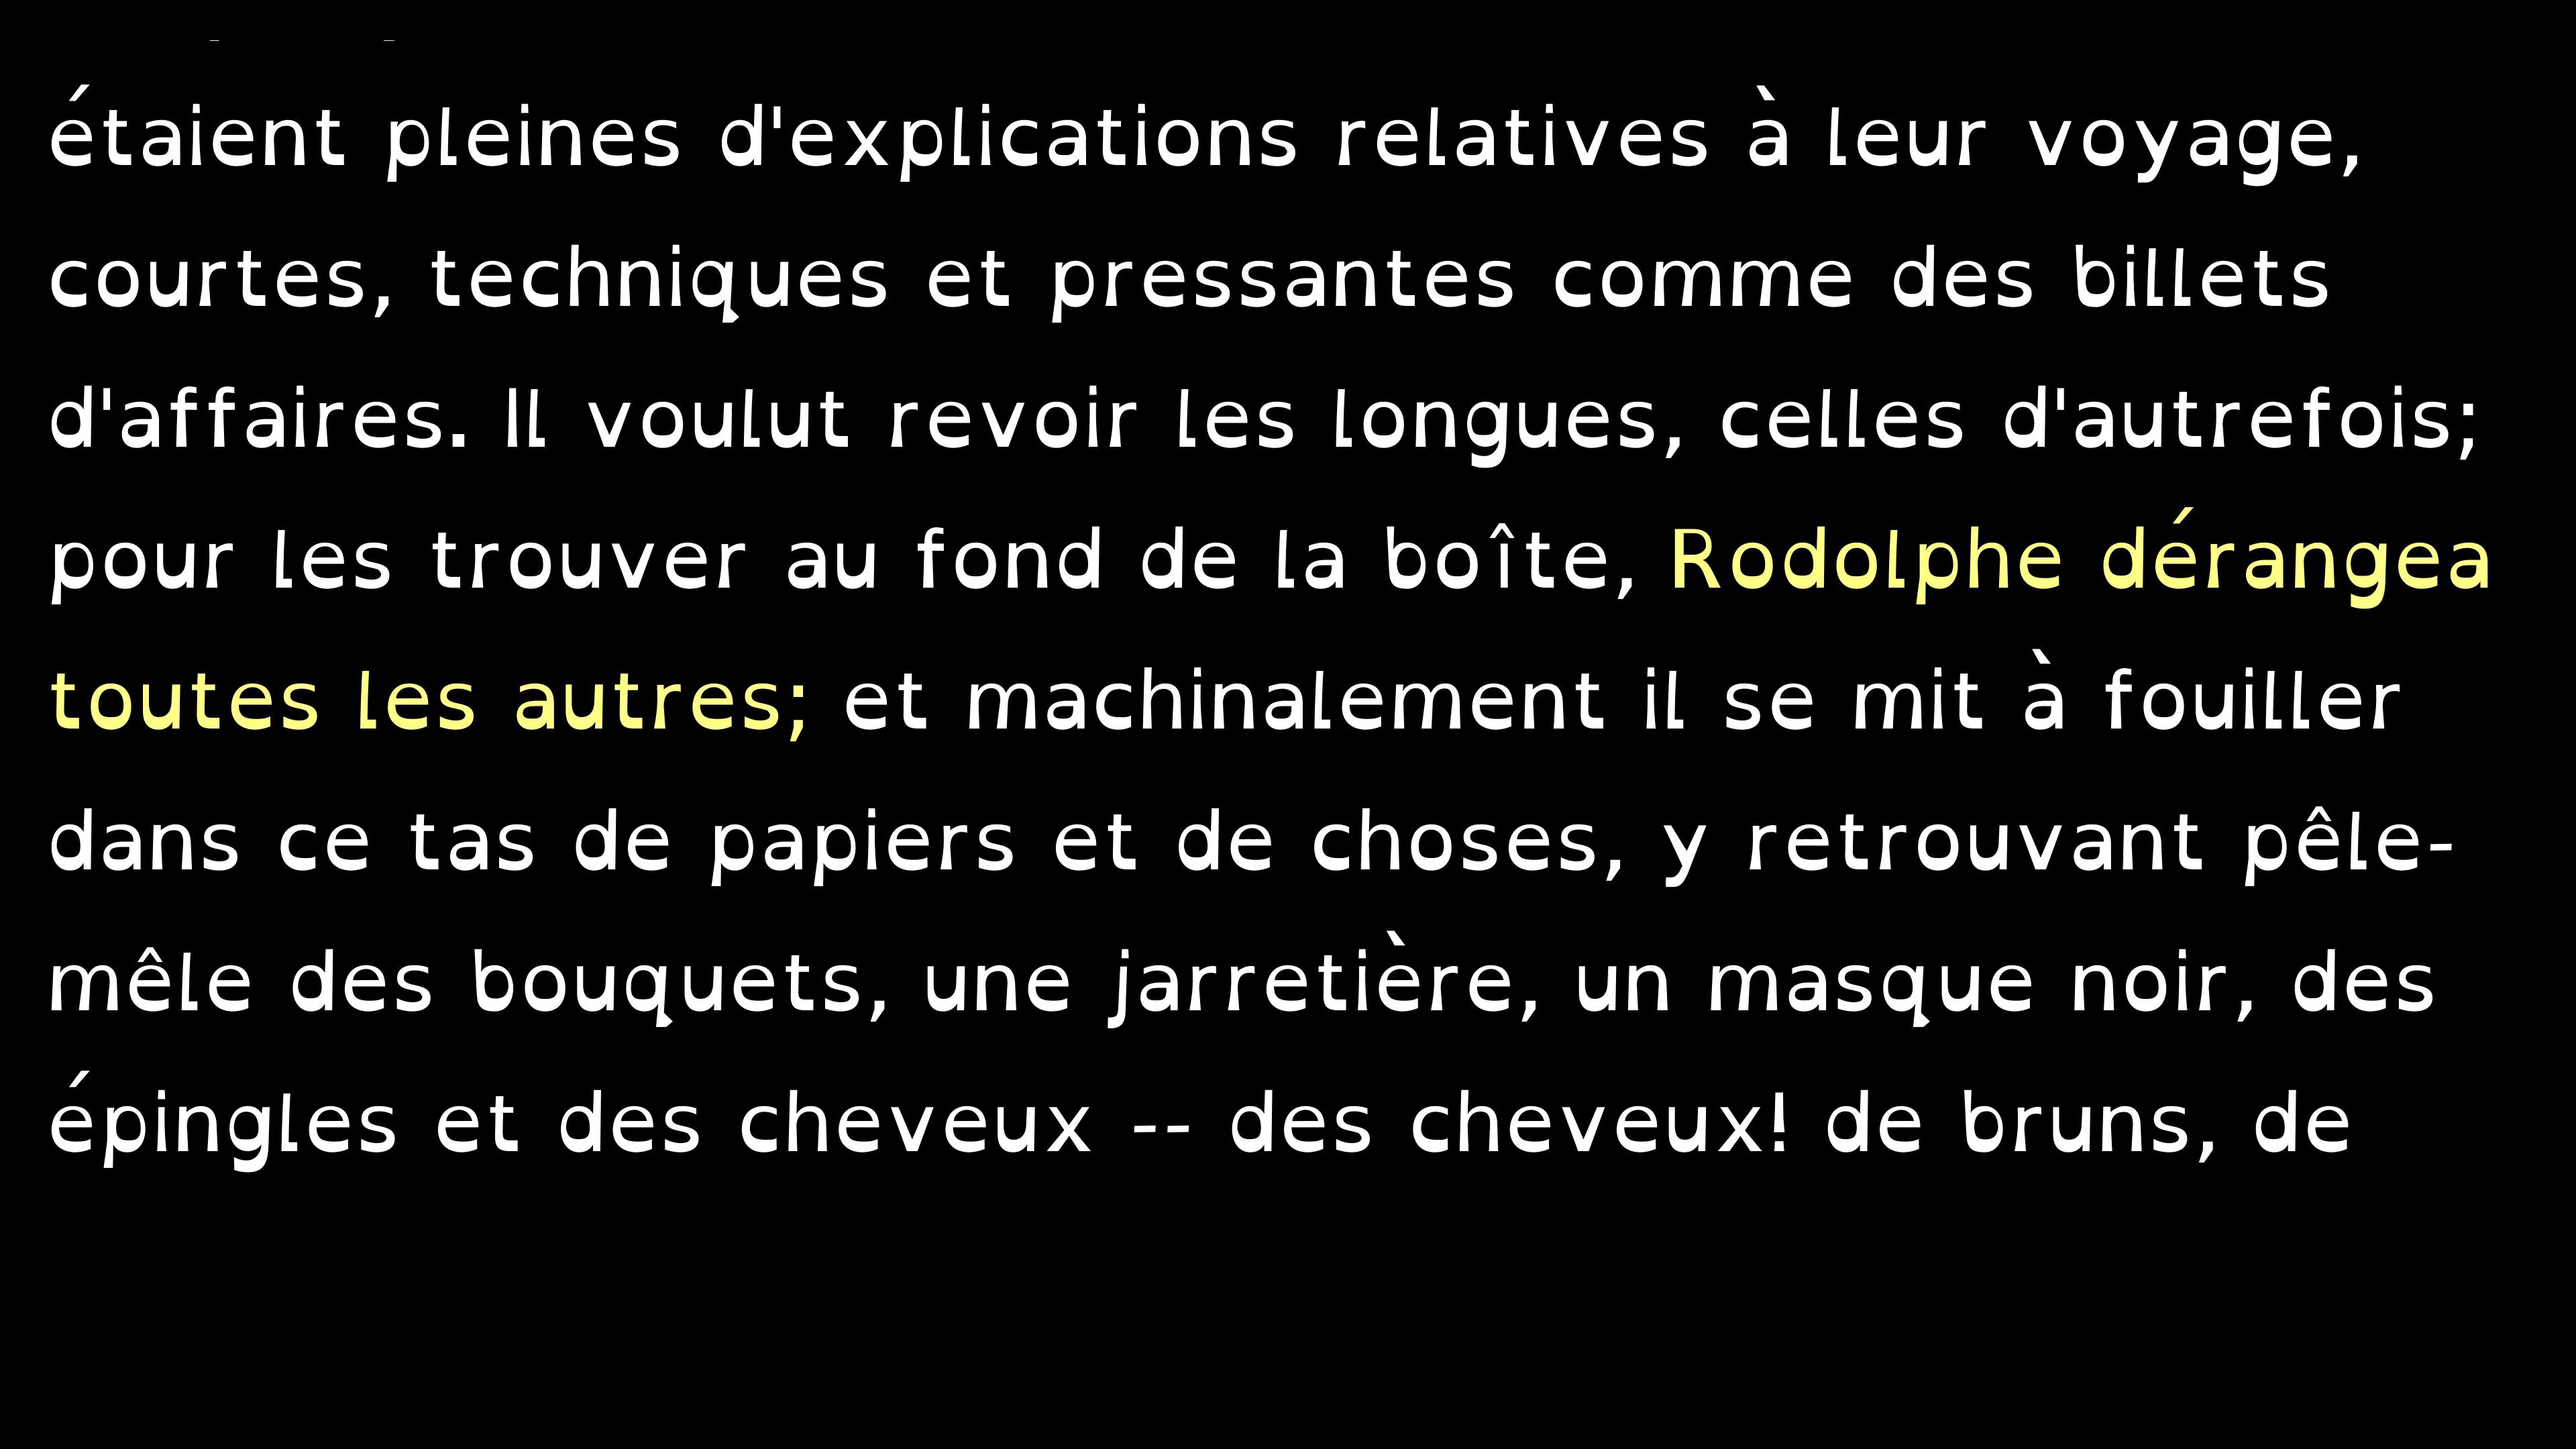 étaient pleines d'explications relatives à leur voyage,
courtes, techniques et pressantes comme des billets
d'affaires. Il voulut revoir les longues, celles d'autrefois;
pour les trouver au fond de la boîte, Rodolphe dérangea
toutes les autres; et machinalement il se mit à fouiller
dans ce tas de papiers et de choses, y retrouvant pêle-
mêle des bouquets, une jarretière, un masque noir, des
épingles et des cheveux -- des cheveux! de bruns, de